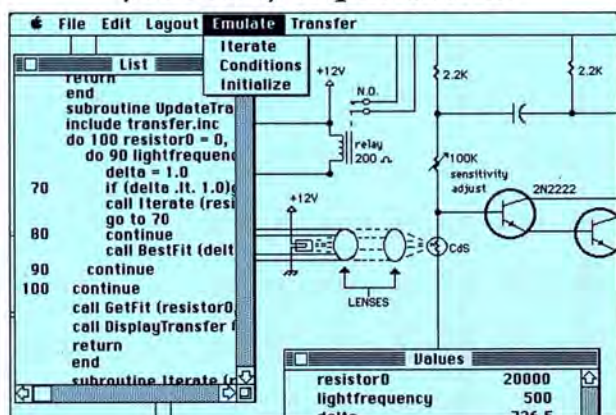 File Edit Layout Emulate Transfer
Iterate
Conditions
Initialize
List
return
end
subroutine UpdateTra
include transfer.inc
do 100 resistor0 = 0,
do 90 lightfrequenc
delta = 1.0
70 if (delta .lt. 1.0)g
call Iterate (resi
go to 70
80 continue
call BestFit (delt
90 continue
100 continue
call GetFit (resistor0,
call DisplayTransfer (
return
end
subroutine Iterate (r
+12V
N.O.
relay
200 Ω
+12V
LENSES
2.2K
2.2K
100K
sensitivity
adjust
2N2222
CdS
Values
resistor0 20000
lightfrequency 500
delta 726.5